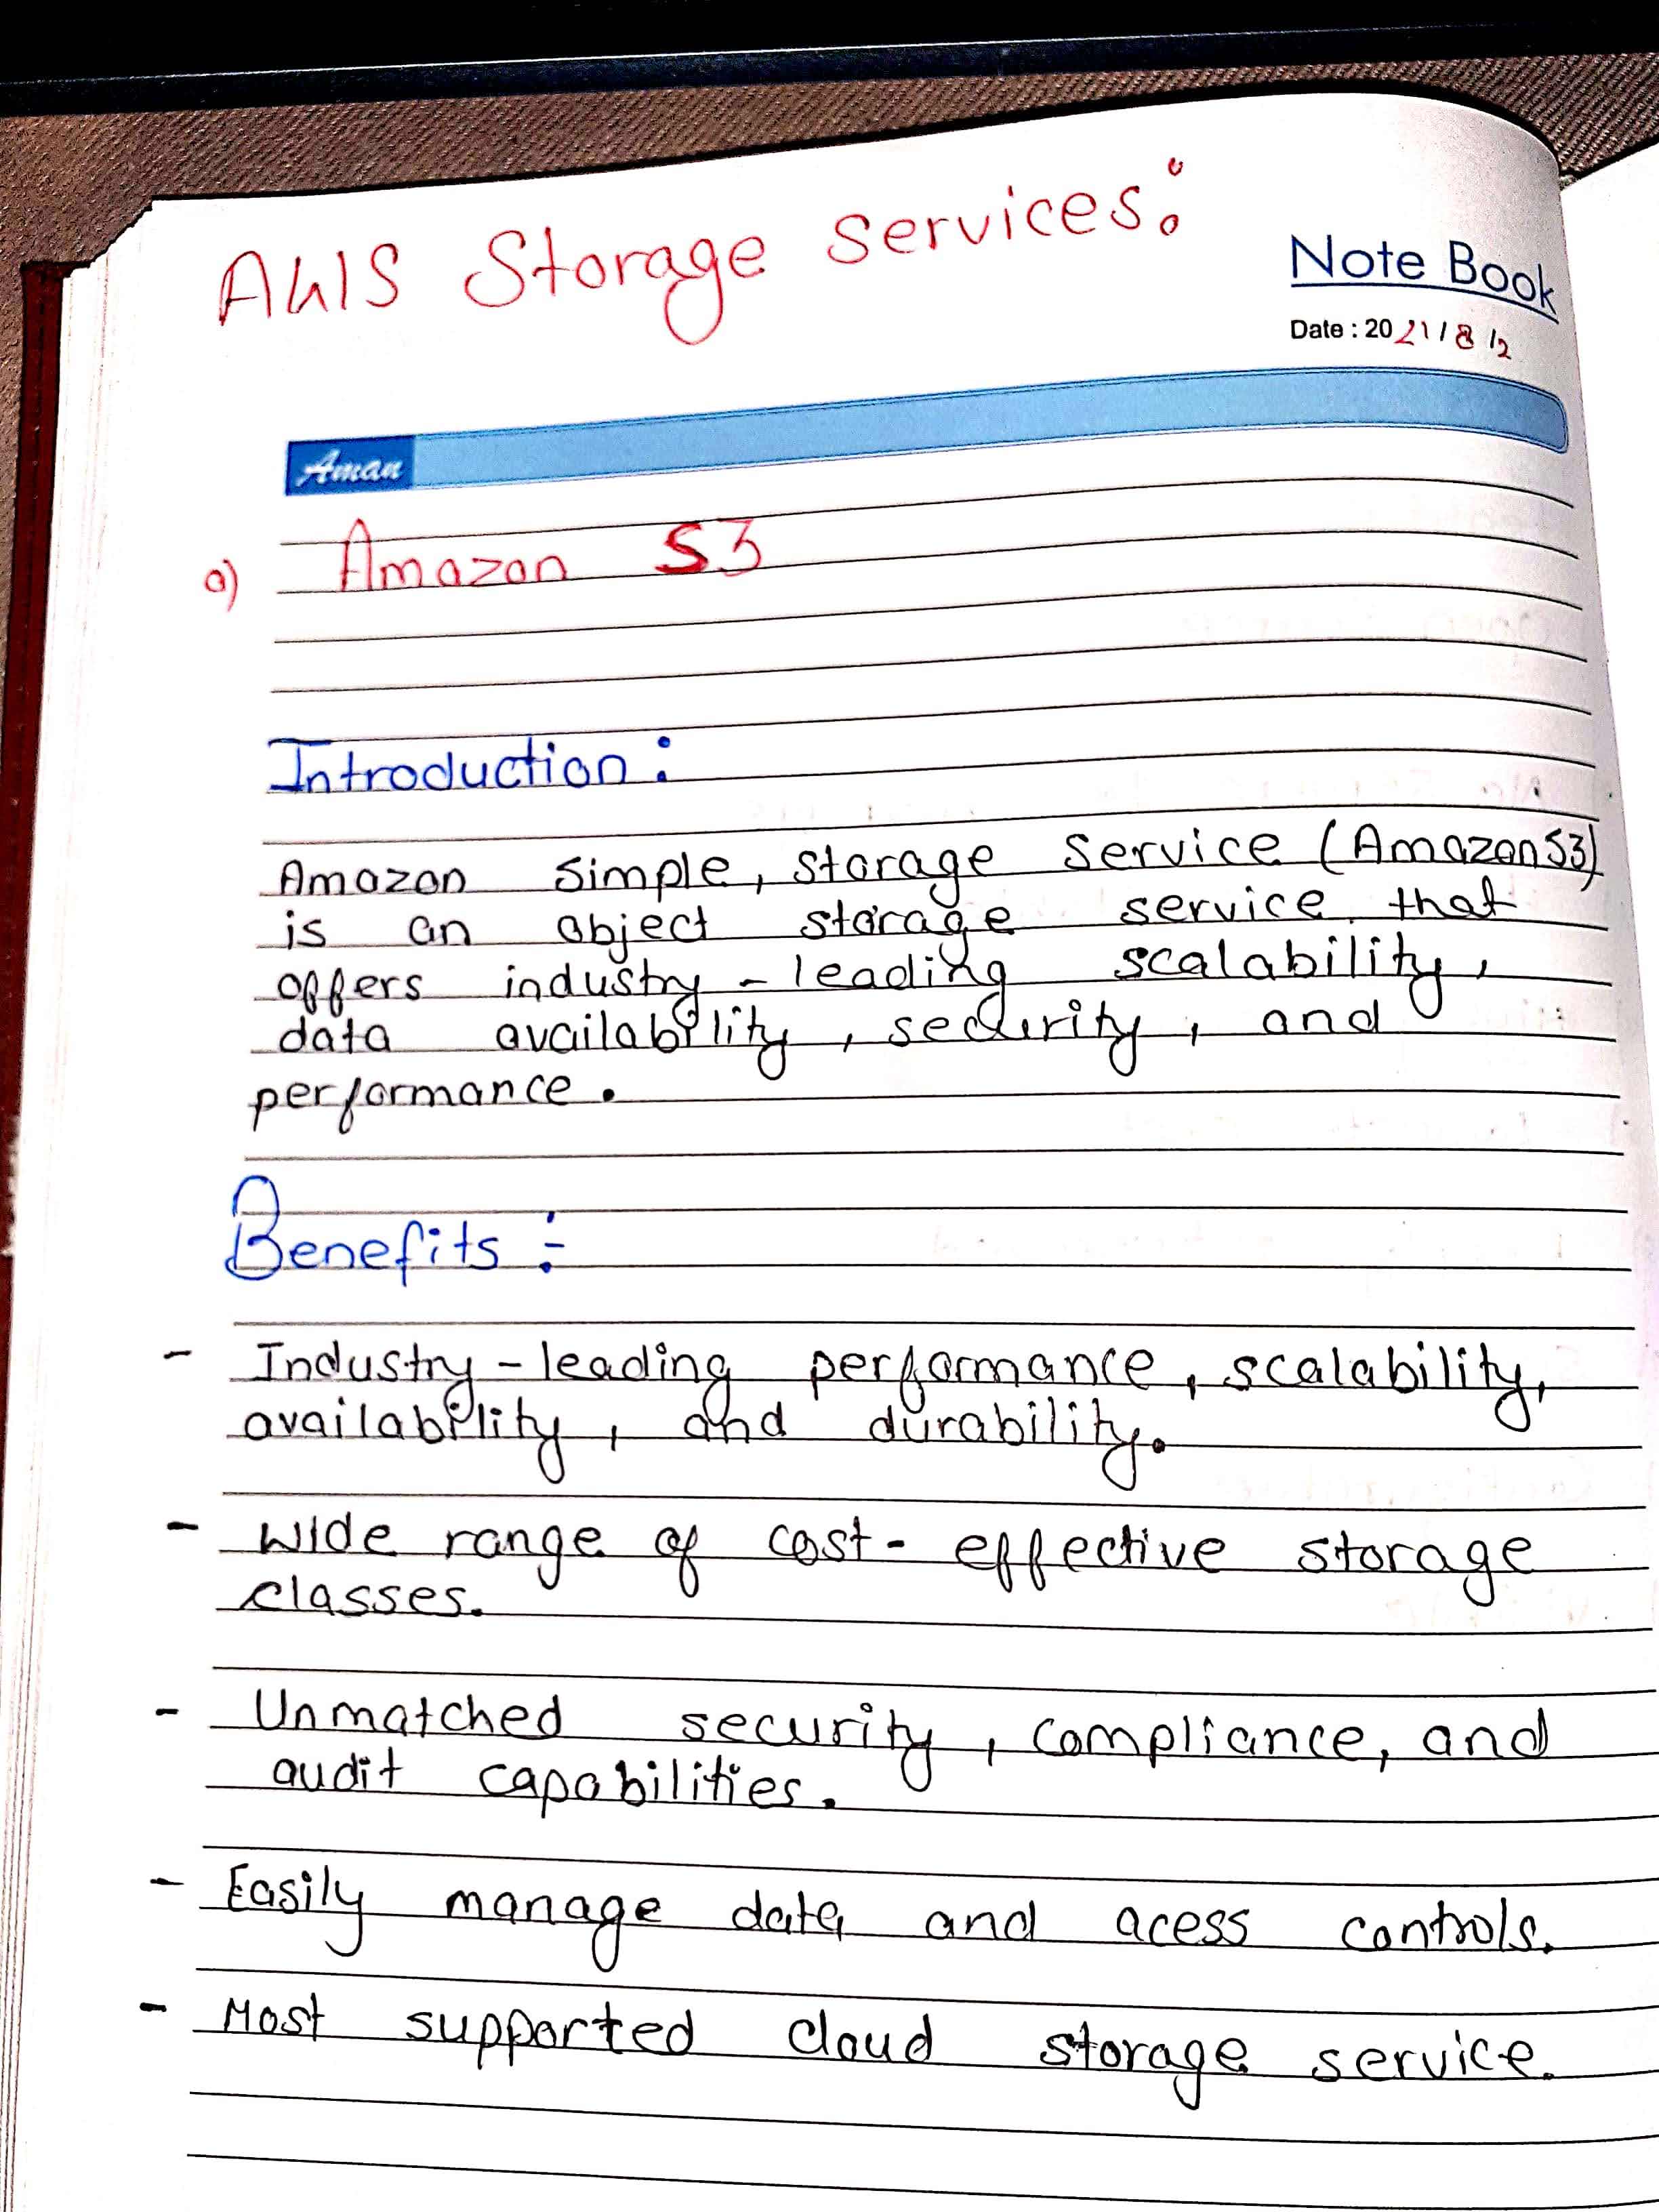 AWS Storage Services:
Note Book
Date : 2021/8/2
Aman
a) Amazon S3
Introduction:
Amazon Simple, storage service (Amazon S3)
is an object storage service that
offers industry-leading scalability,
data availability, security, and
performance.
Benefits:-
- Industry-leading performance, scalability,
availability, and durability.
- Wide range of cost-effective storage
classes.
- Unmatched security, compliance, and
audit capabilities.
- Easily manage data and acess controls.
- Most supported cloud storage service.